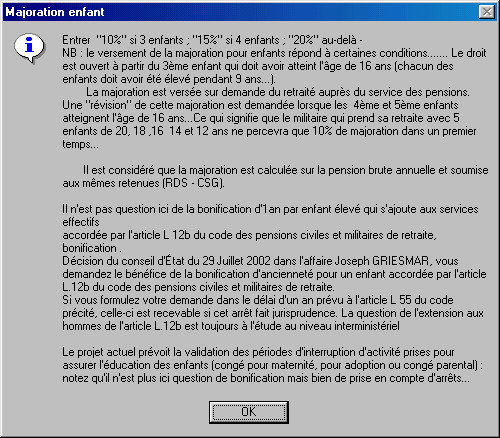 Majoration enfant
Entrer "10%" si 3 enfants ; "15%" si 4 enfants ; "20%" au-delà -
NB : le versement de la majoration pour enfants répond à certaines conditions....... Le droit
est ouvert à partir du 3ème enfant qui doit avoir atteint l'âge de 16 ans (chacun des
enfants doit avoir été élevé pendant 9 ans...).
La majoration est versée sur demande du retraité auprès du service des pensions.
Une "révision" de cette majoration est demandée lorsque les 4ème et 5ème enfants
atteignent l'âge de 16 ans...Ce qui signifie que le militaire qui prend sa retraite avec 5
enfants de 20, 18 ,16 14 et 12 ans ne percevra que 10% de majoration dans un premier
temps...
Il est considéré que la majoration est calculée sur la pension brute annuelle et soumise
aux mêmes retenues (RDS - CSG).
Il n'est pas question ici de la bonification d'1an par enfant élevé qui s'ajoute aux services
effectifs
accordée par l'article L 12b du code des pensions civiles et militaires de retraite,
bonification .
Décision du conseil d'État du 29 Juillet 2002 dans l'affaire Joseph GRIESMAR, vous
demandez le bénéfice de la bonification d'ancienneté pour un enfant accordée par l'article
L.12b du code des pensions civiles et militaires de retraite.
Si vous formulez votre demande dans le délai d'un an prévu à l'article L 55 du code
précité, celle-ci est recevable si cet arrêt fait jurisprudence. La question de l'extension aux
hommes de l'article L.12b est toujours à l'étude au niveau interministériel
Le projet actuel prévoit la validation des périodes d'interruption d'activité prises pour
assurer l'éducation des enfants (congé pour maternité, pour adoption ou congé parental) :
notez qu'il n'est plus ici question de bonification mais bien de prise en compte d'arrêts...
OK